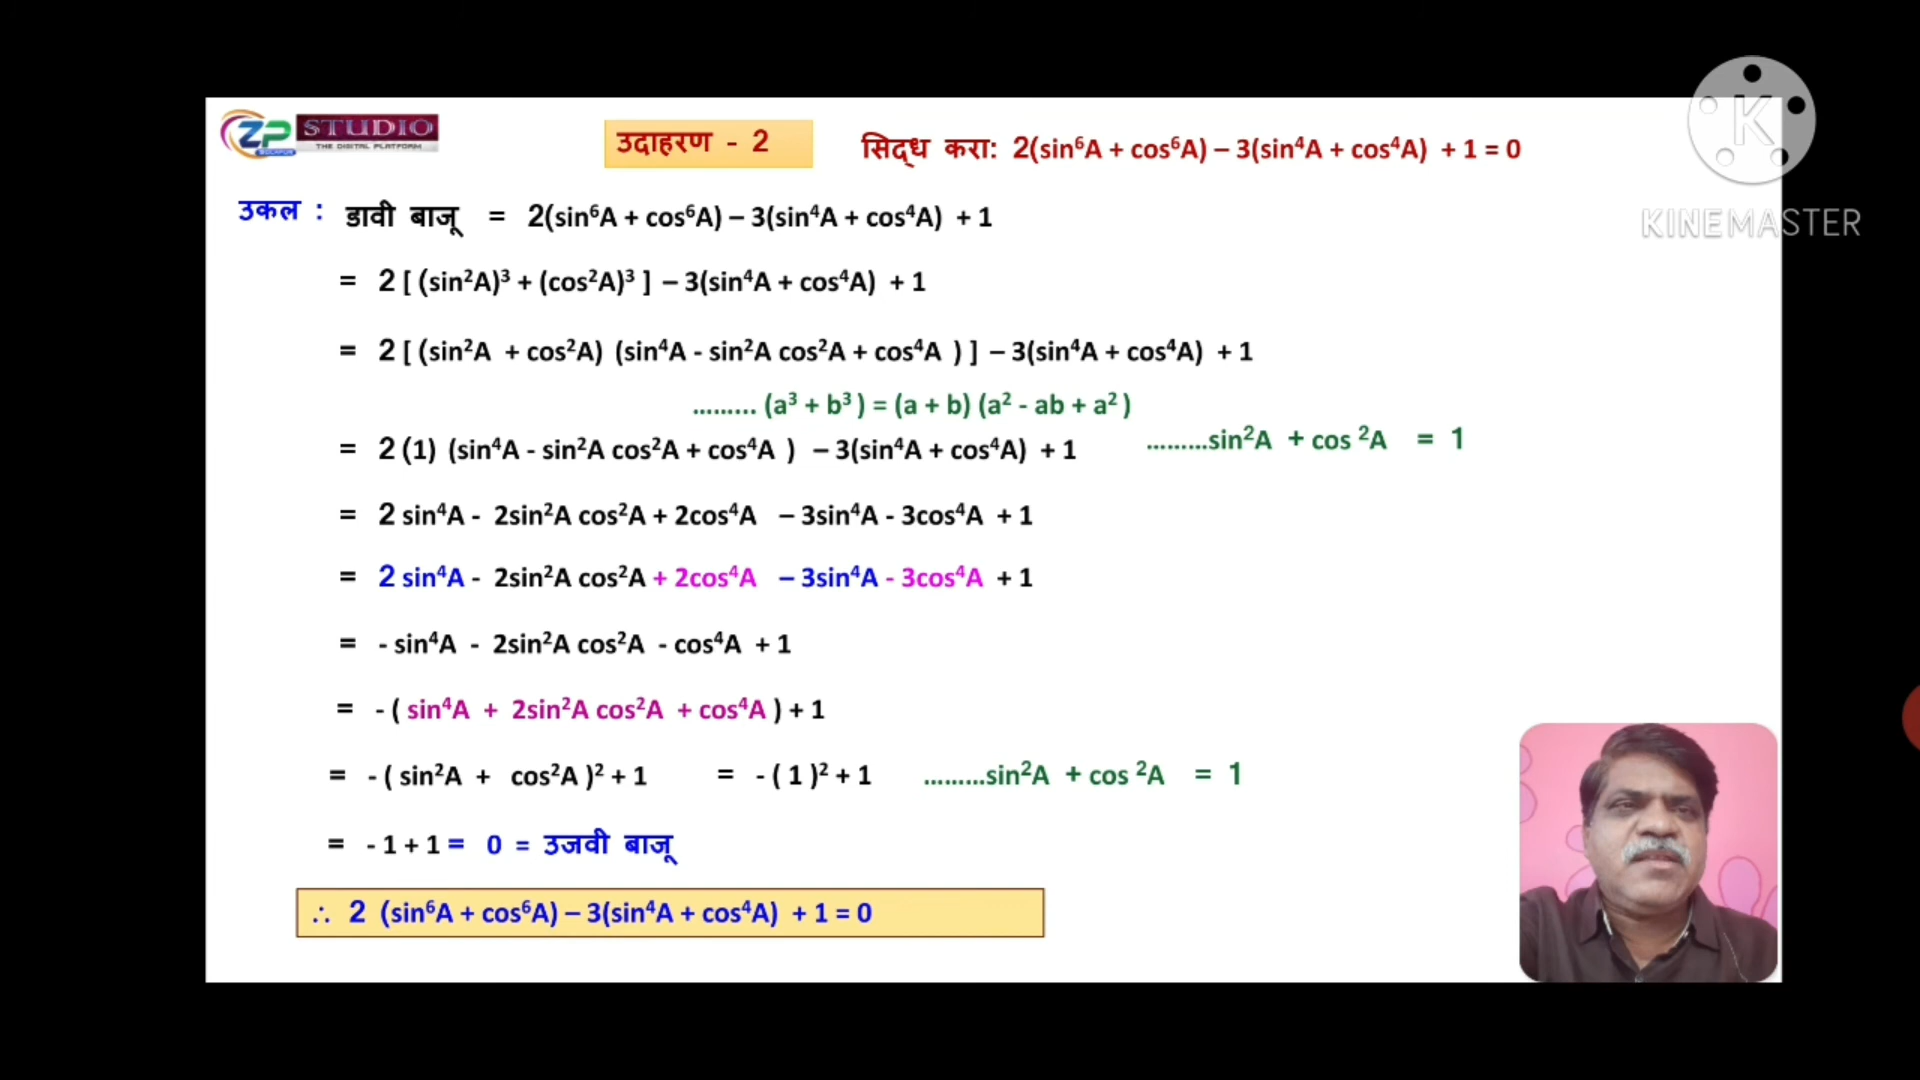 ZP STUDIO
THE DIGITAL PLATFORM
उदाहरण - 2
सिद्ध करा: 2(sin⁶A + cos⁶A) – 3(sin⁴A + cos⁴A) + 1 = 0
KINEMASTER
उकल : डावी बाजू = 2(sin⁶A + cos⁶A) – 3(sin⁴A + cos⁴A) + 1
= 2 [ (sin²A)³ + (cos²A)³ ] – 3(sin⁴A + cos⁴A) + 1
= 2 [ (sin²A + cos²A) (sin⁴A - sin²A cos²A + cos⁴A ) ] – 3(sin⁴A + cos⁴A) + 1
......... (a³ + b³ ) = (a + b) (a² - ab + a² )
= 2 (1) (sin⁴A - sin²A cos²A + cos⁴A ) – 3(sin⁴A + cos⁴A) + 1 .........sin²A + cos ²A = 1
= 2 sin⁴A - 2sin²A cos²A + 2cos⁴A – 3sin⁴A - 3cos⁴A + 1
= 2 sin⁴A - 2sin²A cos²A + 2cos⁴A – 3sin⁴A - 3cos⁴A + 1
= - sin⁴A - 2sin²A cos²A - cos⁴A + 1
= - ( sin⁴A + 2sin²A cos²A + cos⁴A ) + 1
= - ( sin²A + cos²A )² + 1 = - ( 1 )² + 1 .........sin²A + cos ²A = 1
= - 1 + 1 = 0 = उजवी बाजू
∴ 2 (sin⁶A + cos⁶A) – 3(sin⁴A + cos⁴A) + 1 = 0